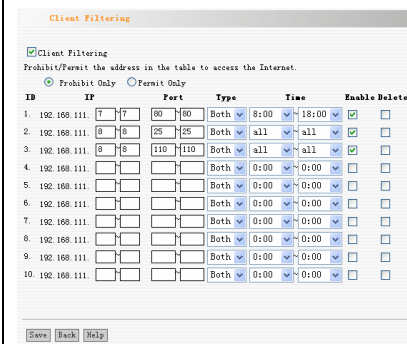 Client Filtering
Client Filtering
Prohibit/Permit the address in the table to access the Internet.
Prohibit Only Permit Only
ID IP Port Type Time Enable Delete
1. 192.168.111. 7 ~ 7 80 ~ 80 Both 8:00 ~ 18:00
2. 192.168.111. 8 ~ 8 25 ~ 25 Both all ~ all
3. 192.168.111. 8 ~ 8 110 ~ 110 Both all ~ all
4. 192.168.111. ~ ~ Both 0:00 ~ 0:00
5. 192.168.111. ~ ~ Both 0:00 ~ 0:00
6. 192.168.111. ~ ~ Both 0:00 ~ 0:00
7. 192.168.111. ~ ~ Both 0:00 ~ 0:00
8. 192.168.111. ~ ~ Both 0:00 ~ 0:00
9. 192.168.111. ~ ~ Both 0:00 ~ 0:00
10. 192.168.111. ~ ~ Both 0:00 ~ 0:00
Save Back Help